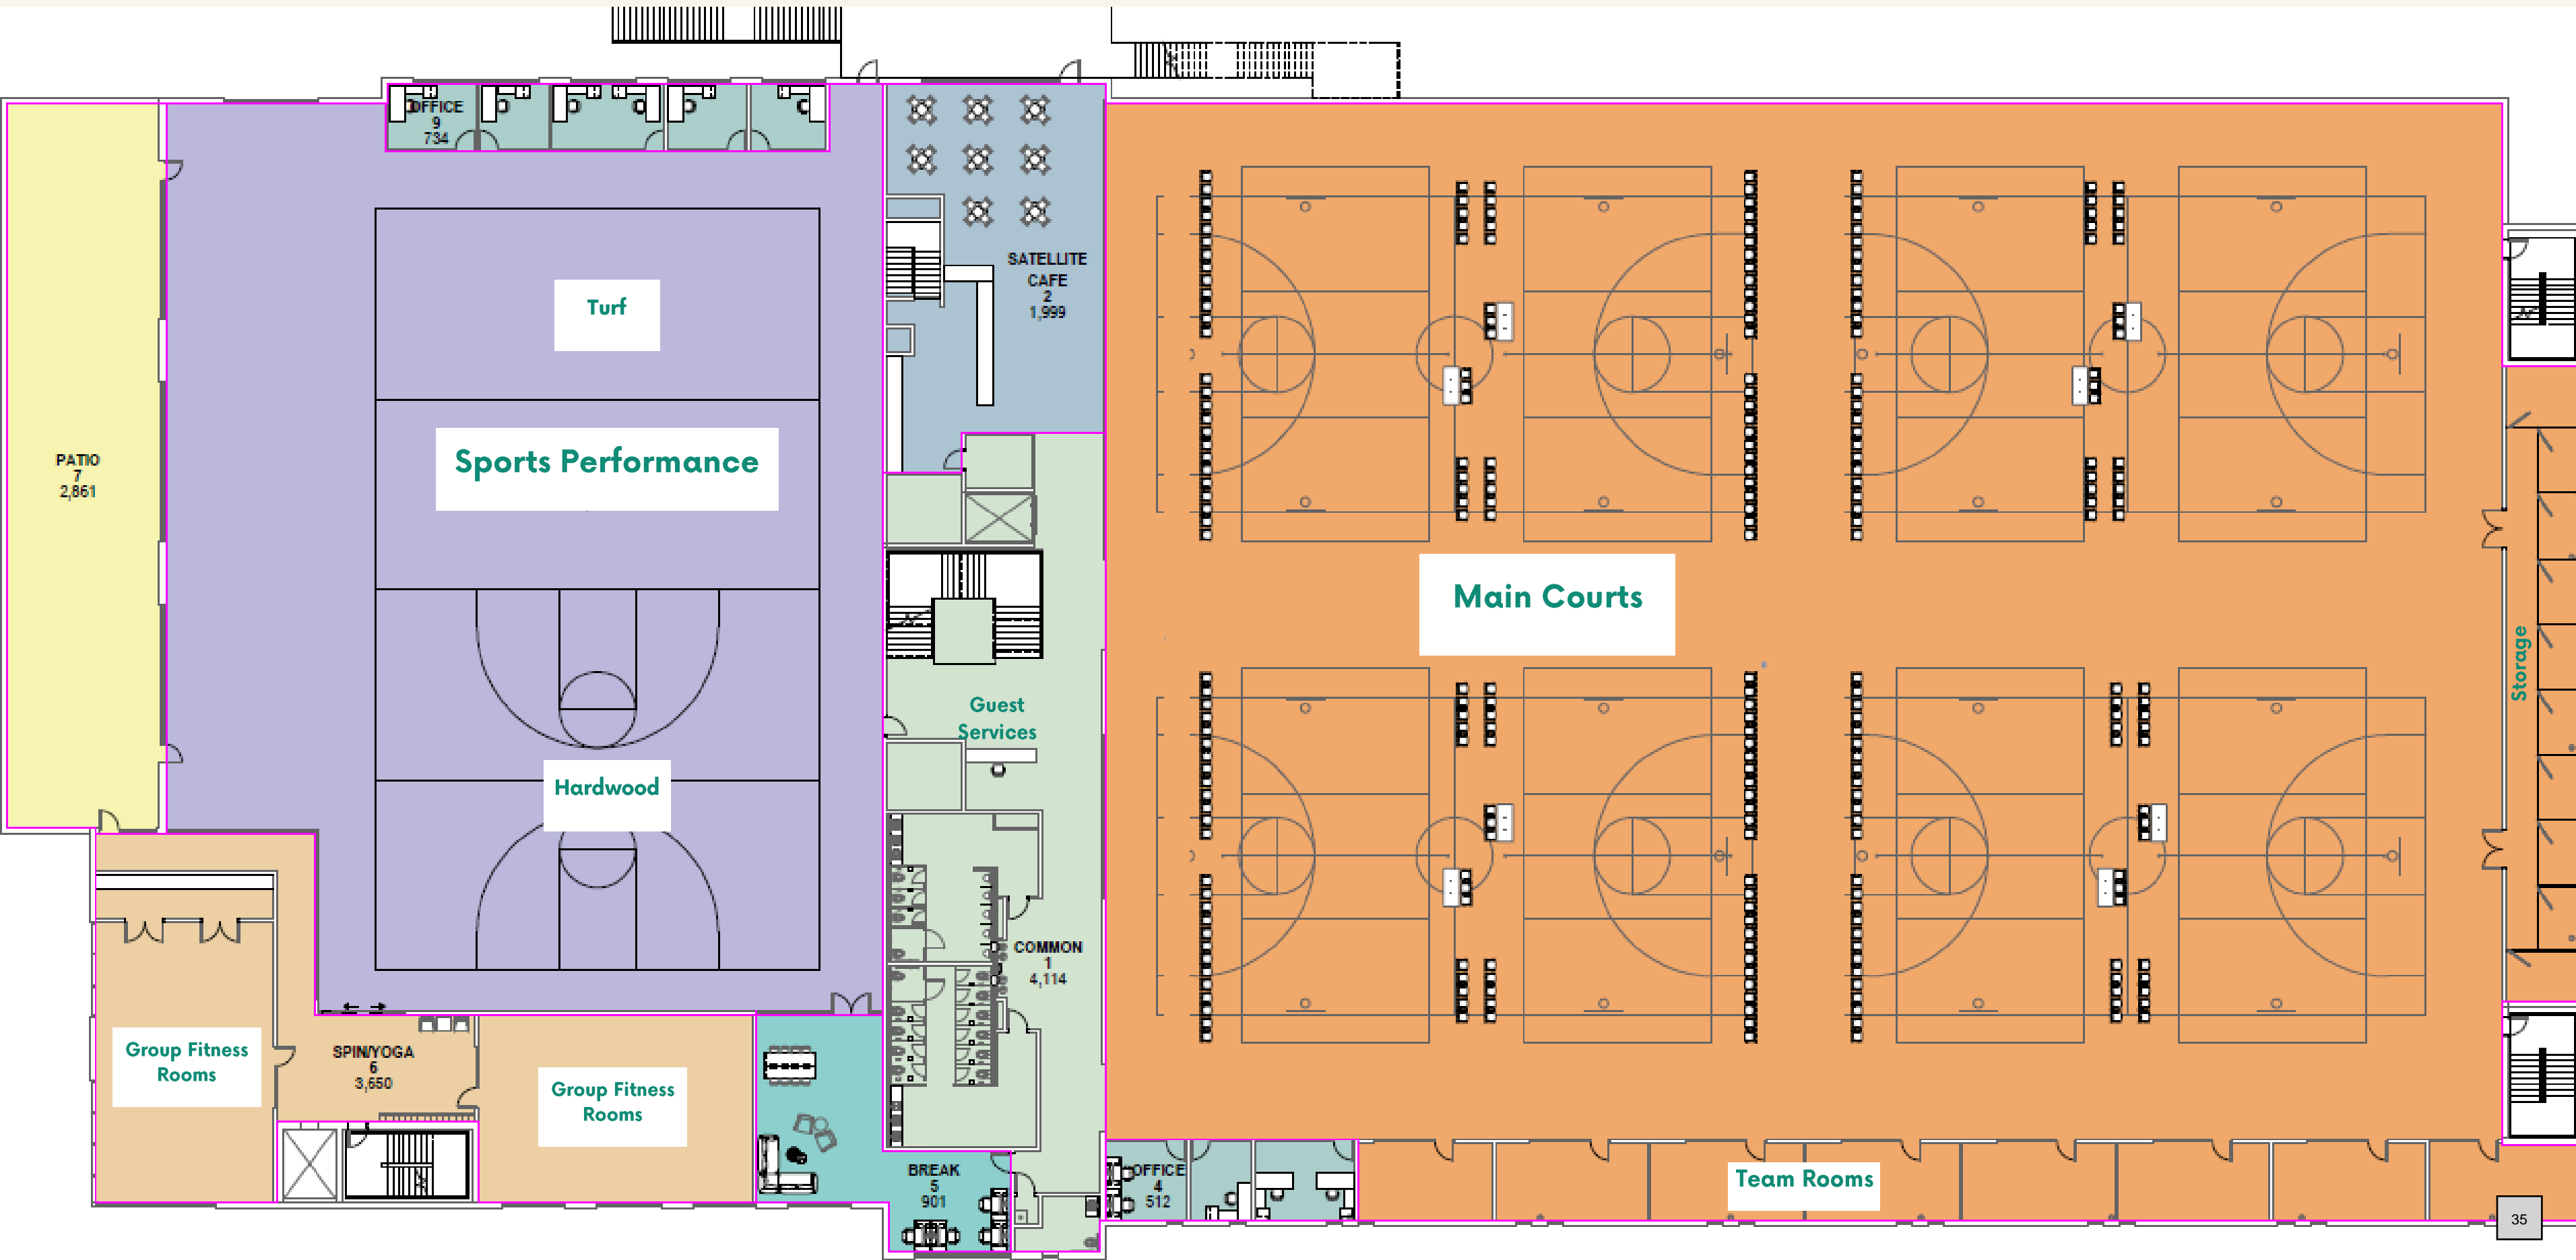 OFFICE
9
734
SATELLITE
CAFE
2
1,999
Turf
Sports Performance
PATIO
7
2,861
Main Courts
Storage
Guest
Services
Hardwood
COMMON
1
4,114
Group Fitness
Rooms
SPIN/YOGA
6
3,650
Group Fitness
Rooms
BREAK
5
901
OFFICE
4
512
Team Rooms
35